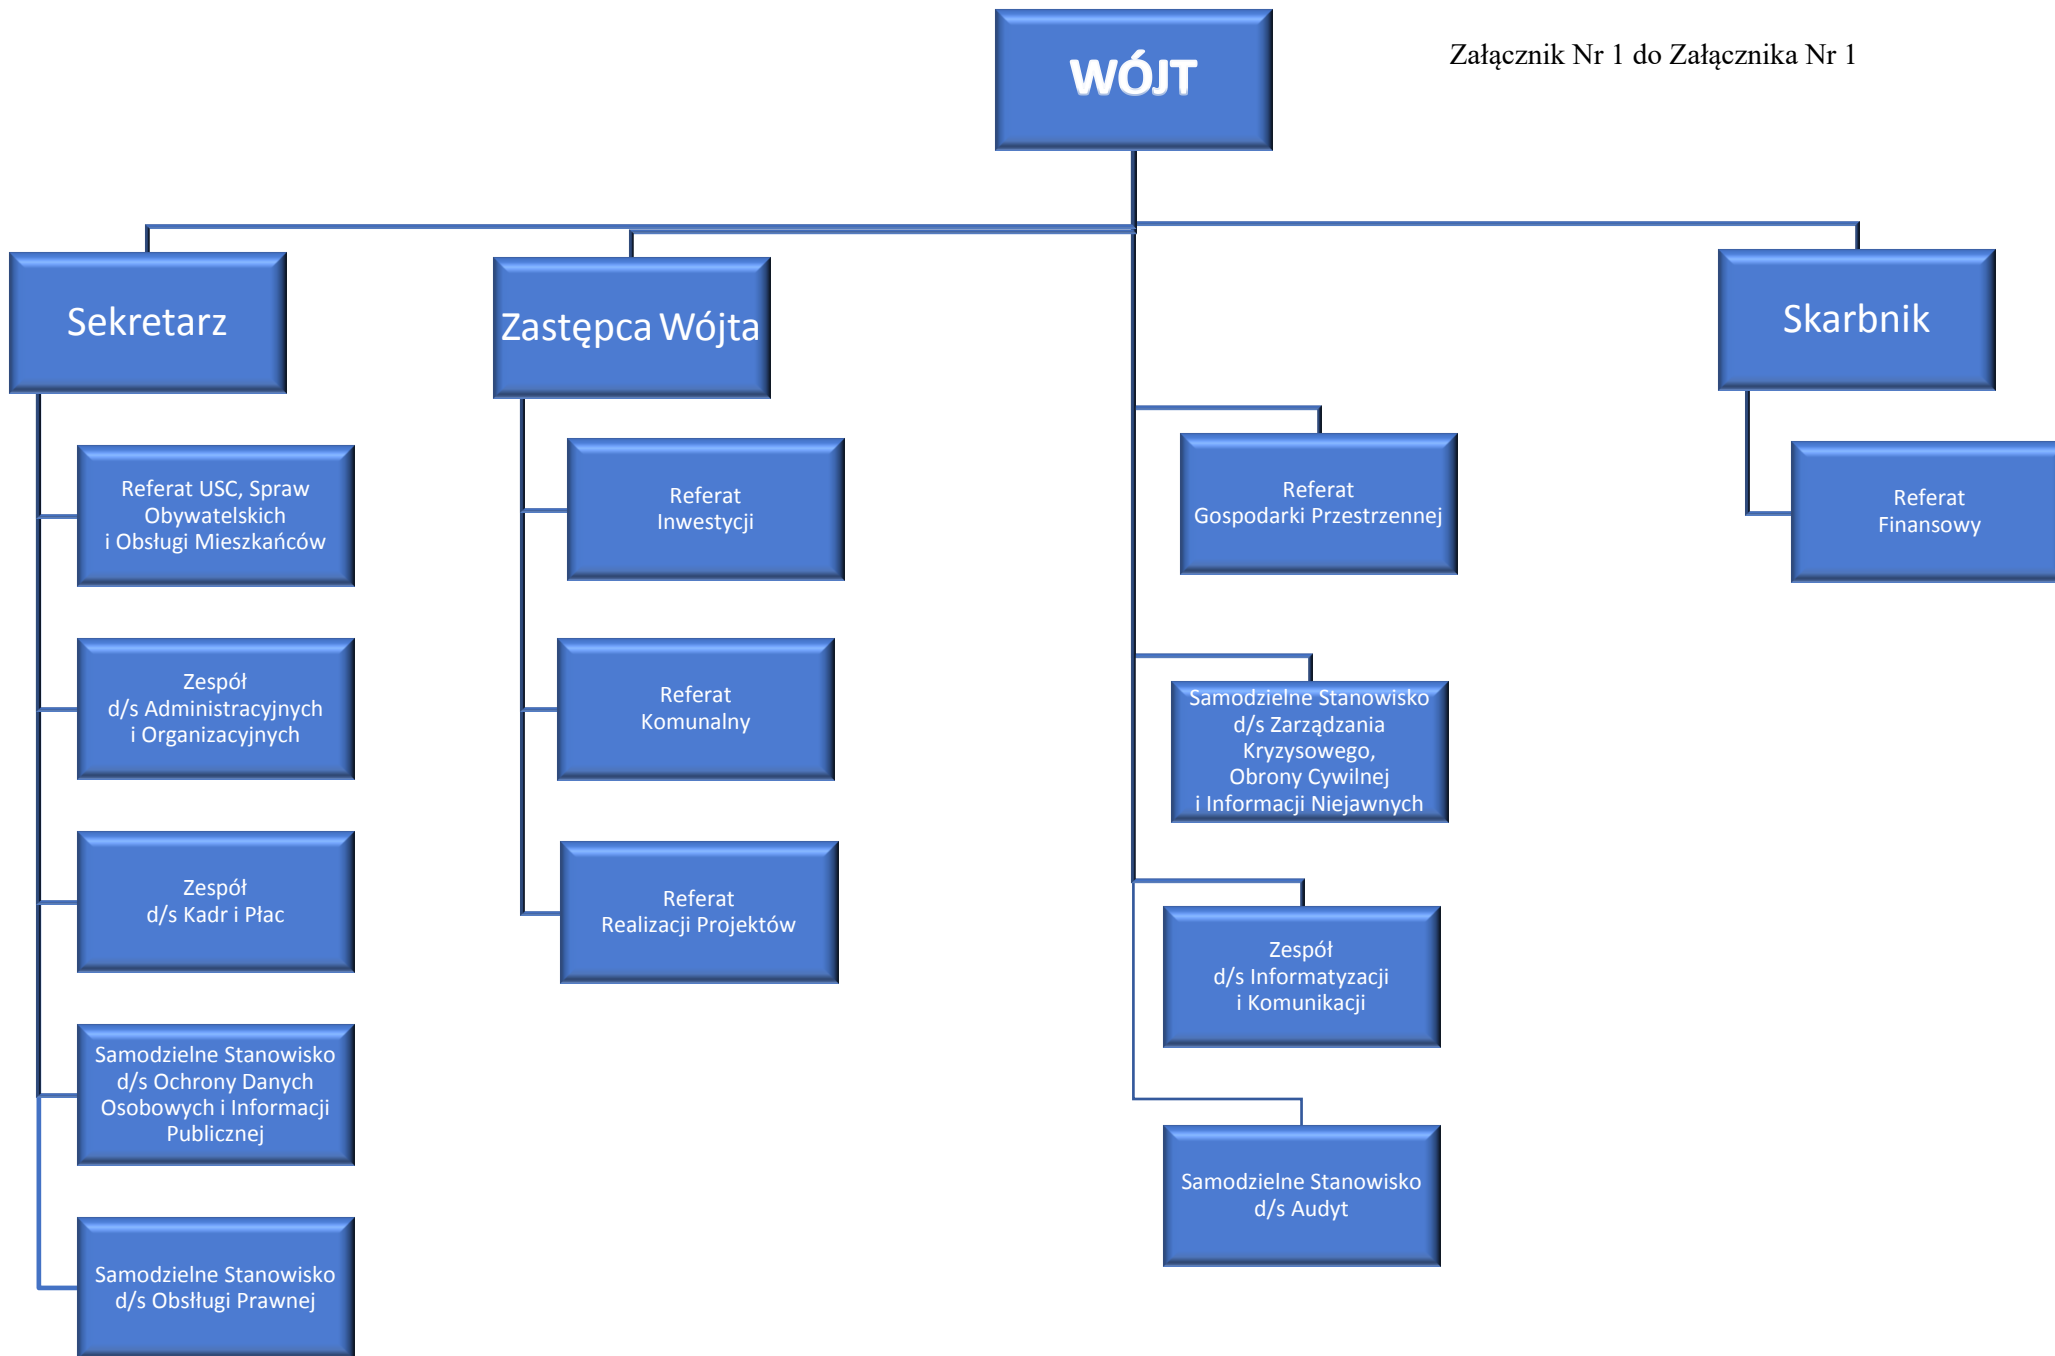 WÓJT
Załącznik Nr 1 do Załącznika Nr 1
Sekretarz
Zastępca Wójta
Skarbnik
Referat USC, Spraw
Obywatelskich
i Obsługi Mieszkańców
Zespół
d/s Administracyjnych
i Organizacyjnych
Zespół
d/s Kadr i Płac
Samodzielne Stanowisko
d/s Ochrony Danych
Osobowych i Informacji
Publicznej
Samodzielne Stanowisko
d/s Obsłługi Prawnej
Referat
Inwestycji
Referat
Komunalny
Referat
Realizacji Projektów
Referat
Gospodarki Przestrzennej
Samodzielne Stanowisko
d/s Zarządzania
Kryzysowego,
Obrony Cywilnej
i Informacji Niejawnych
Zespół
d/s Informatyzacji
i Komunikacji
Samodzielne Stanowisko
d/s Audyt
Referat
Finansowy